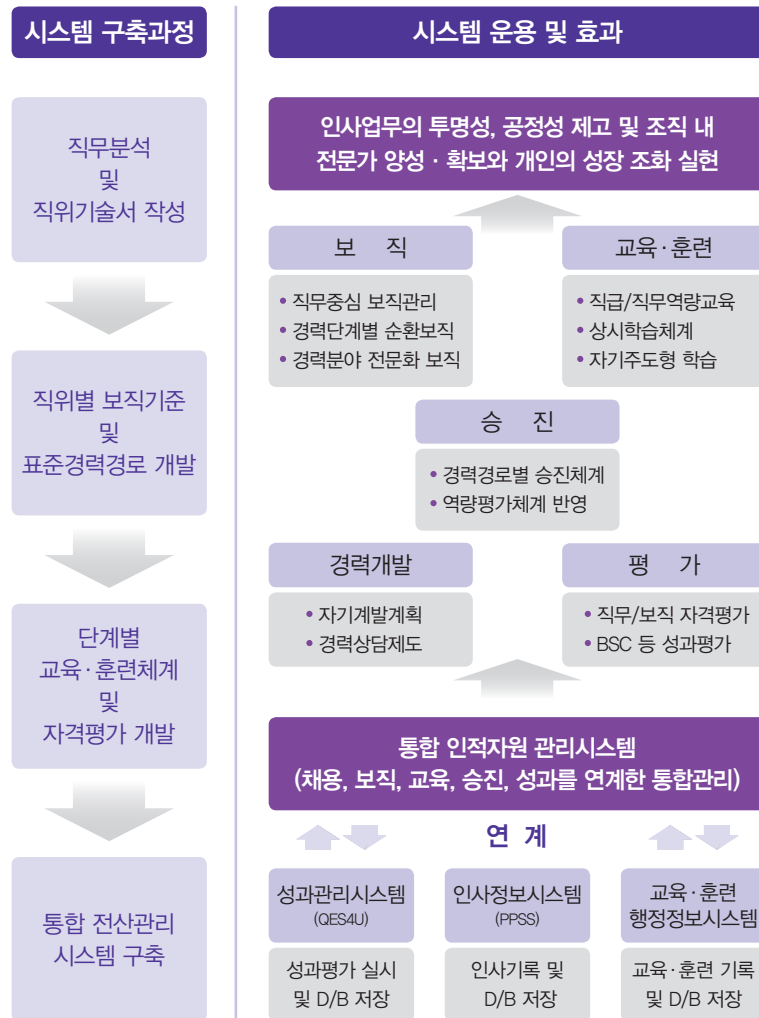 시스템 구축과정
직무분석
및
직위기술서 작성
직위별 보직기준
및
표준경력경로 개발
단계별
교육·훈련체계
및
자격평가 개발
통합 전산관리
시스템 구축
시스템 운용 및 효과
인사업무의 투명성, 공정성 제고 및 조직 내
전문가 양성 · 확보와 개인의 성장 조화 실현
보 직
• 직무중심 보직관리
• 경력단계별 순환보직
• 경력분야 전문화 보직
교육·훈련
• 직급/직무역량교육
• 상시학습체계
• 자기주도형 학습
승 진
• 경력경로별 승진체계
• 역량평가체계 반영
경력개발
• 자기계발계획
• 경력상담제도
평 가
• 직무/보직 자격평가
• BSC 등 성과평가
통합 인적자원 관리시스템
(채용, 보직, 교육, 승진, 성과를 연계한 통합관리)
연 계
성과관리시스템
(QES4U)
성과평가 실시
및 D/B 저장
인사정보시스템
(PPSS)
인사기록 및
D/B 저장
교육·훈련
행정정보시스템
교육·훈련 기록
및 D/B 저장